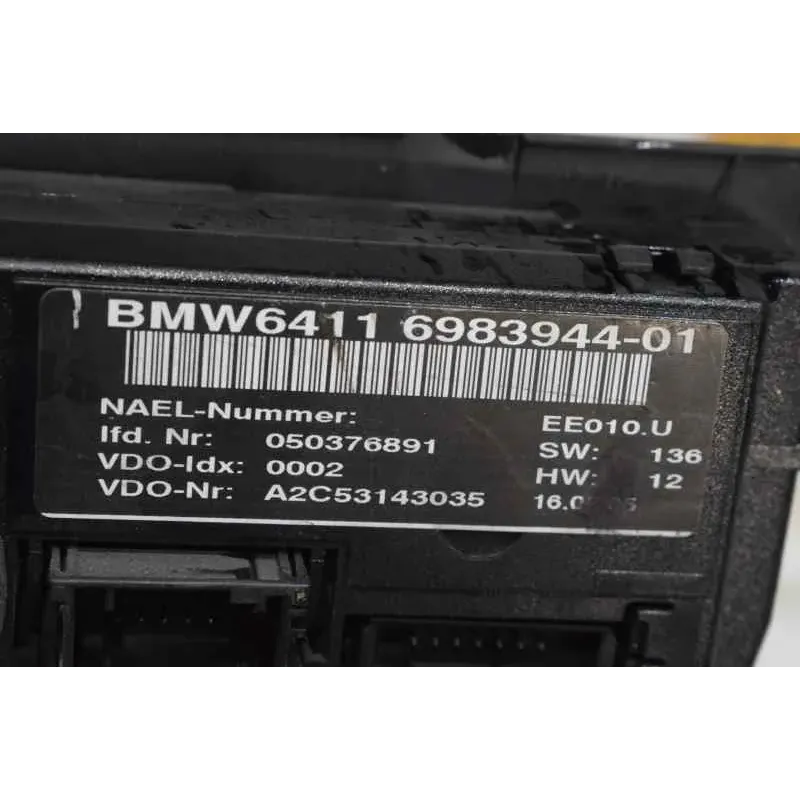 BMW6411 6983944-01
NAEL-Nummer: EE010.U
lfd. Nr: 050376891 SW: 136
VDO-Idx: 0002 HW: 12
VDO-Nr: A2C53143035